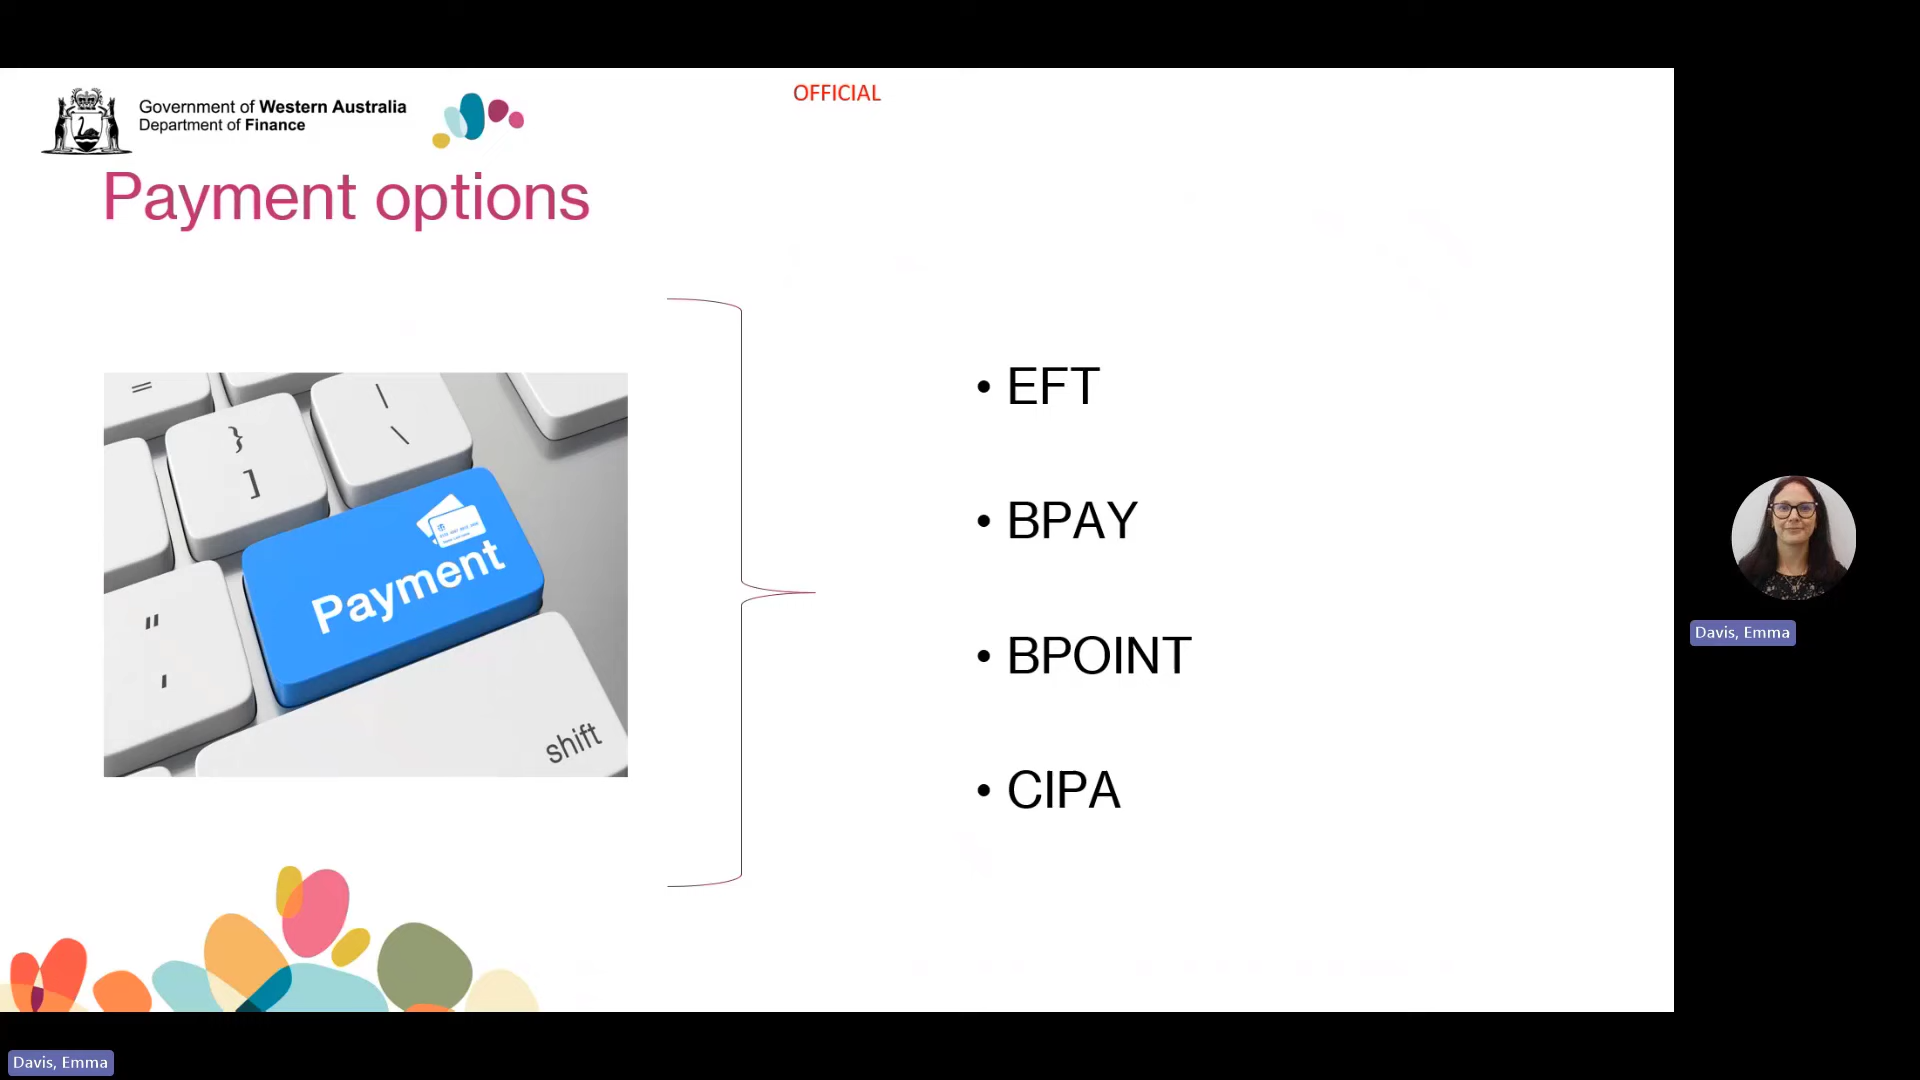 OFFICIAL
Government of Western Australia
Department of Finance
Payment options
=
}
]
|
\
Payment
"
'
shift
• EFT
• BPAY
• BPOINT
• CIPA
Davis, Emma
Davis, Emma